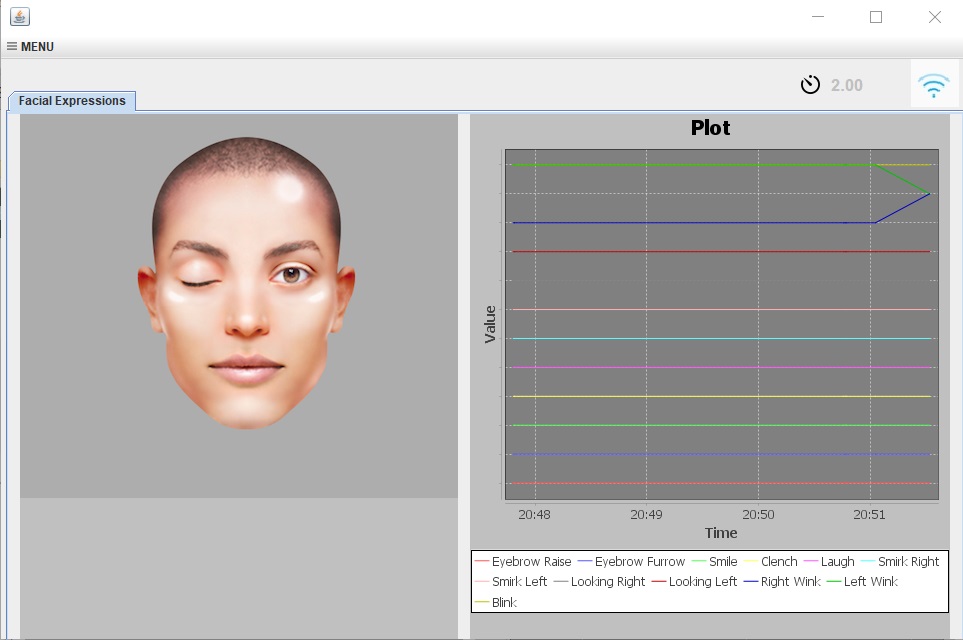 MENU
2.00
Facial Expressions
Plot
Value
20:48 20:49 20:50 20:51
Time
Eyebrow Raise Eyebrow Furrow Smile Clench Laugh Smirk Right
Smirk Left Looking Right Looking Left Right Wink Left Wink
Blink